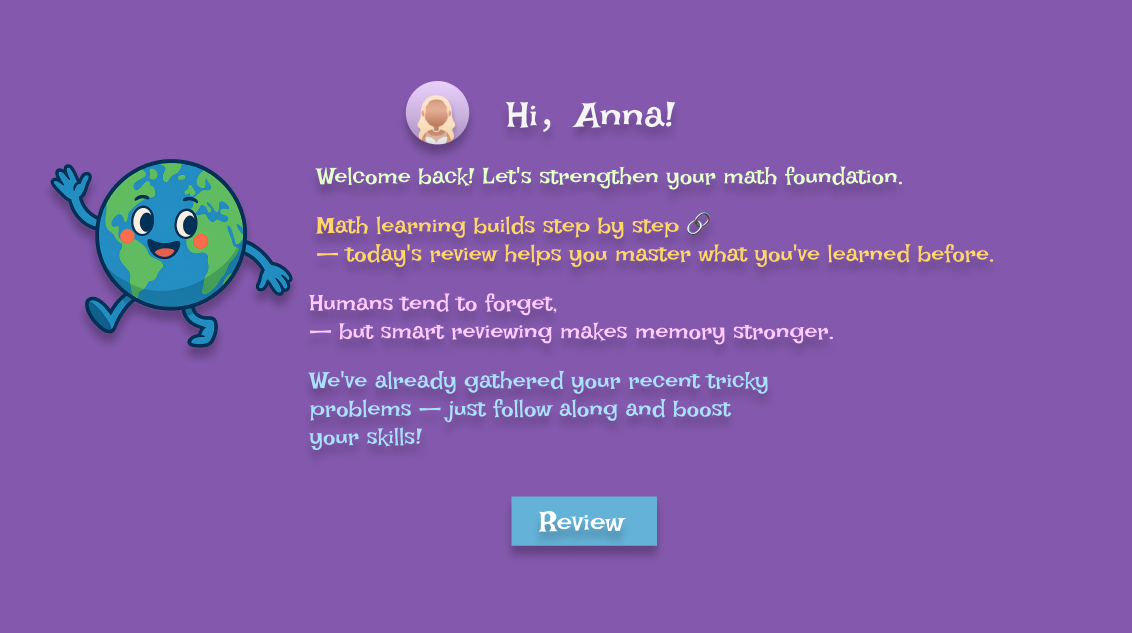 Hi, Anna!
Welcome back! Let's strengthen your math foundation.
Math learning builds step by step 🔗
— today's review helps you master what you've learned before.
Humans tend to forget,
— but smart reviewing makes memory stronger.
We've already gathered your recent tricky
problems — just follow along and boost
your skills!
Review